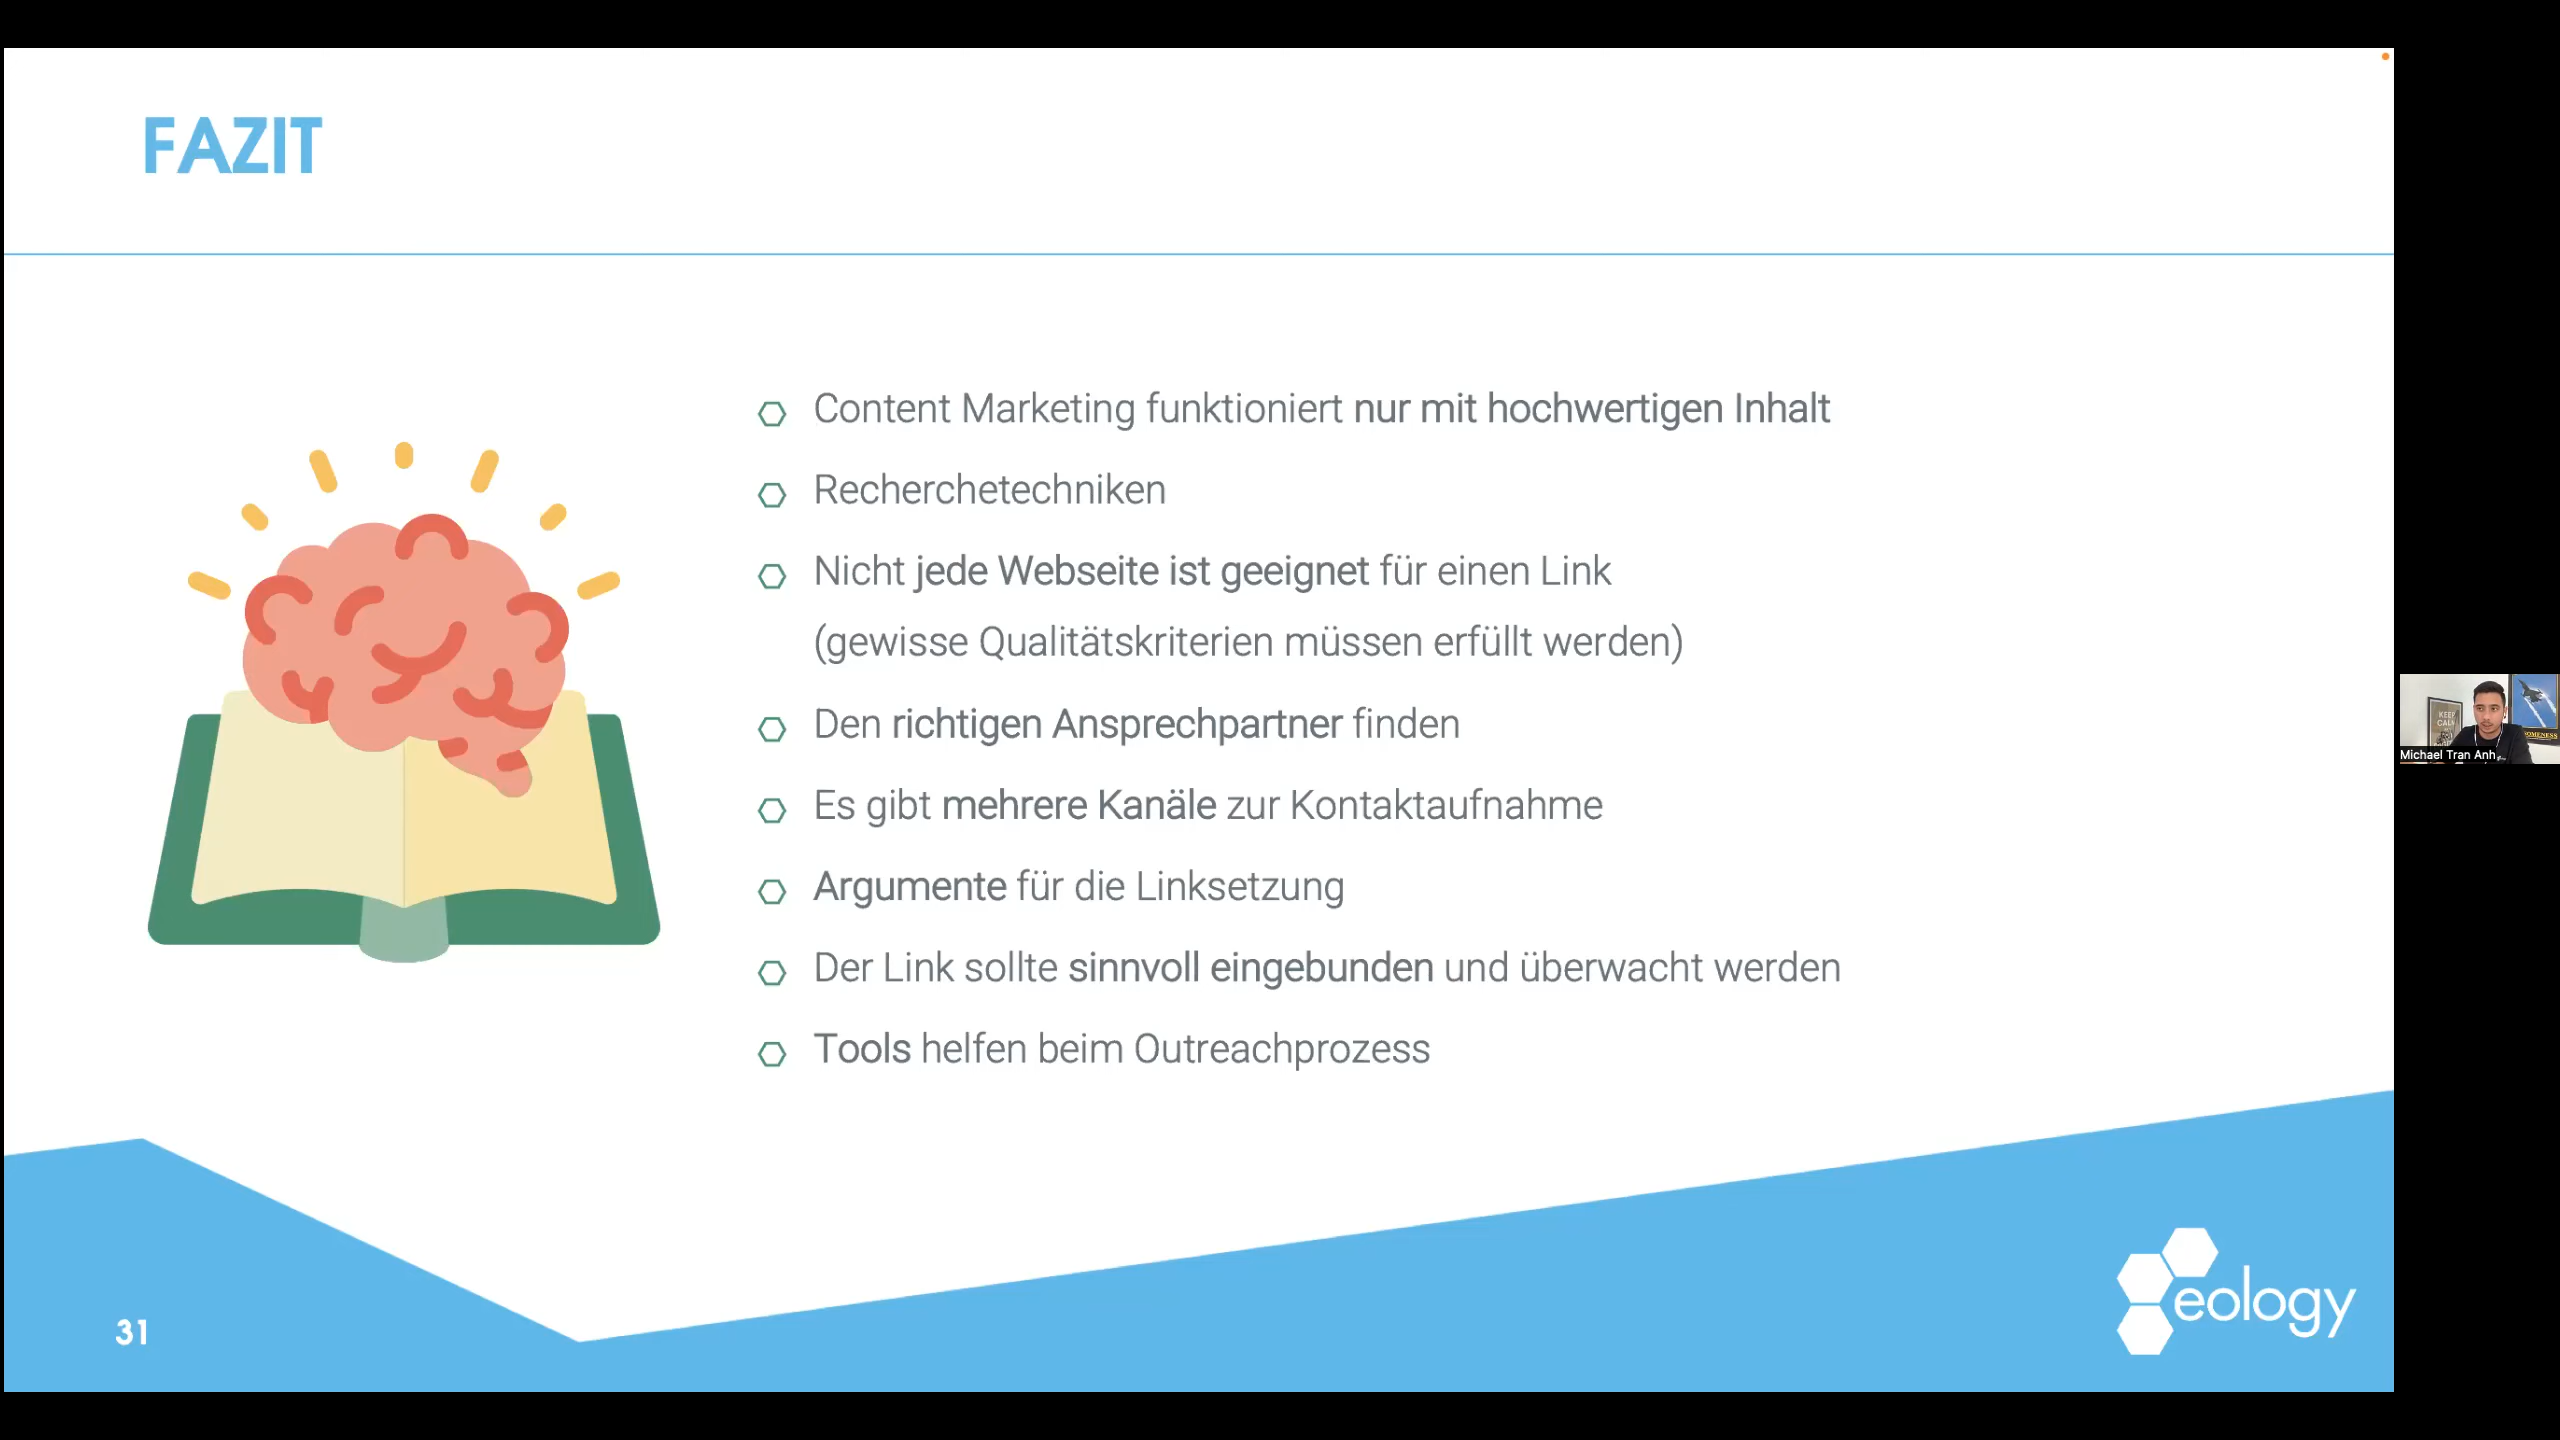 FAZIT
Content Marketing funktioniert nur mit hochwertigen Inhalt
Recherchetechniken
Nicht jede Webseite ist geeignet für einen Link
(gewisse Qualitätskriterien müssen erfüllt werden)
Den richtigen Ansprechpartner finden
Es gibt mehrere Kanäle zur Kontaktaufnahme
Argumente für die Linksetzung
Der Link sollte sinnvoll eingebunden und überwacht werden
Tools helfen beim Outreachprozess
31
eology
KEEP
CALM
Michael Tran Anh